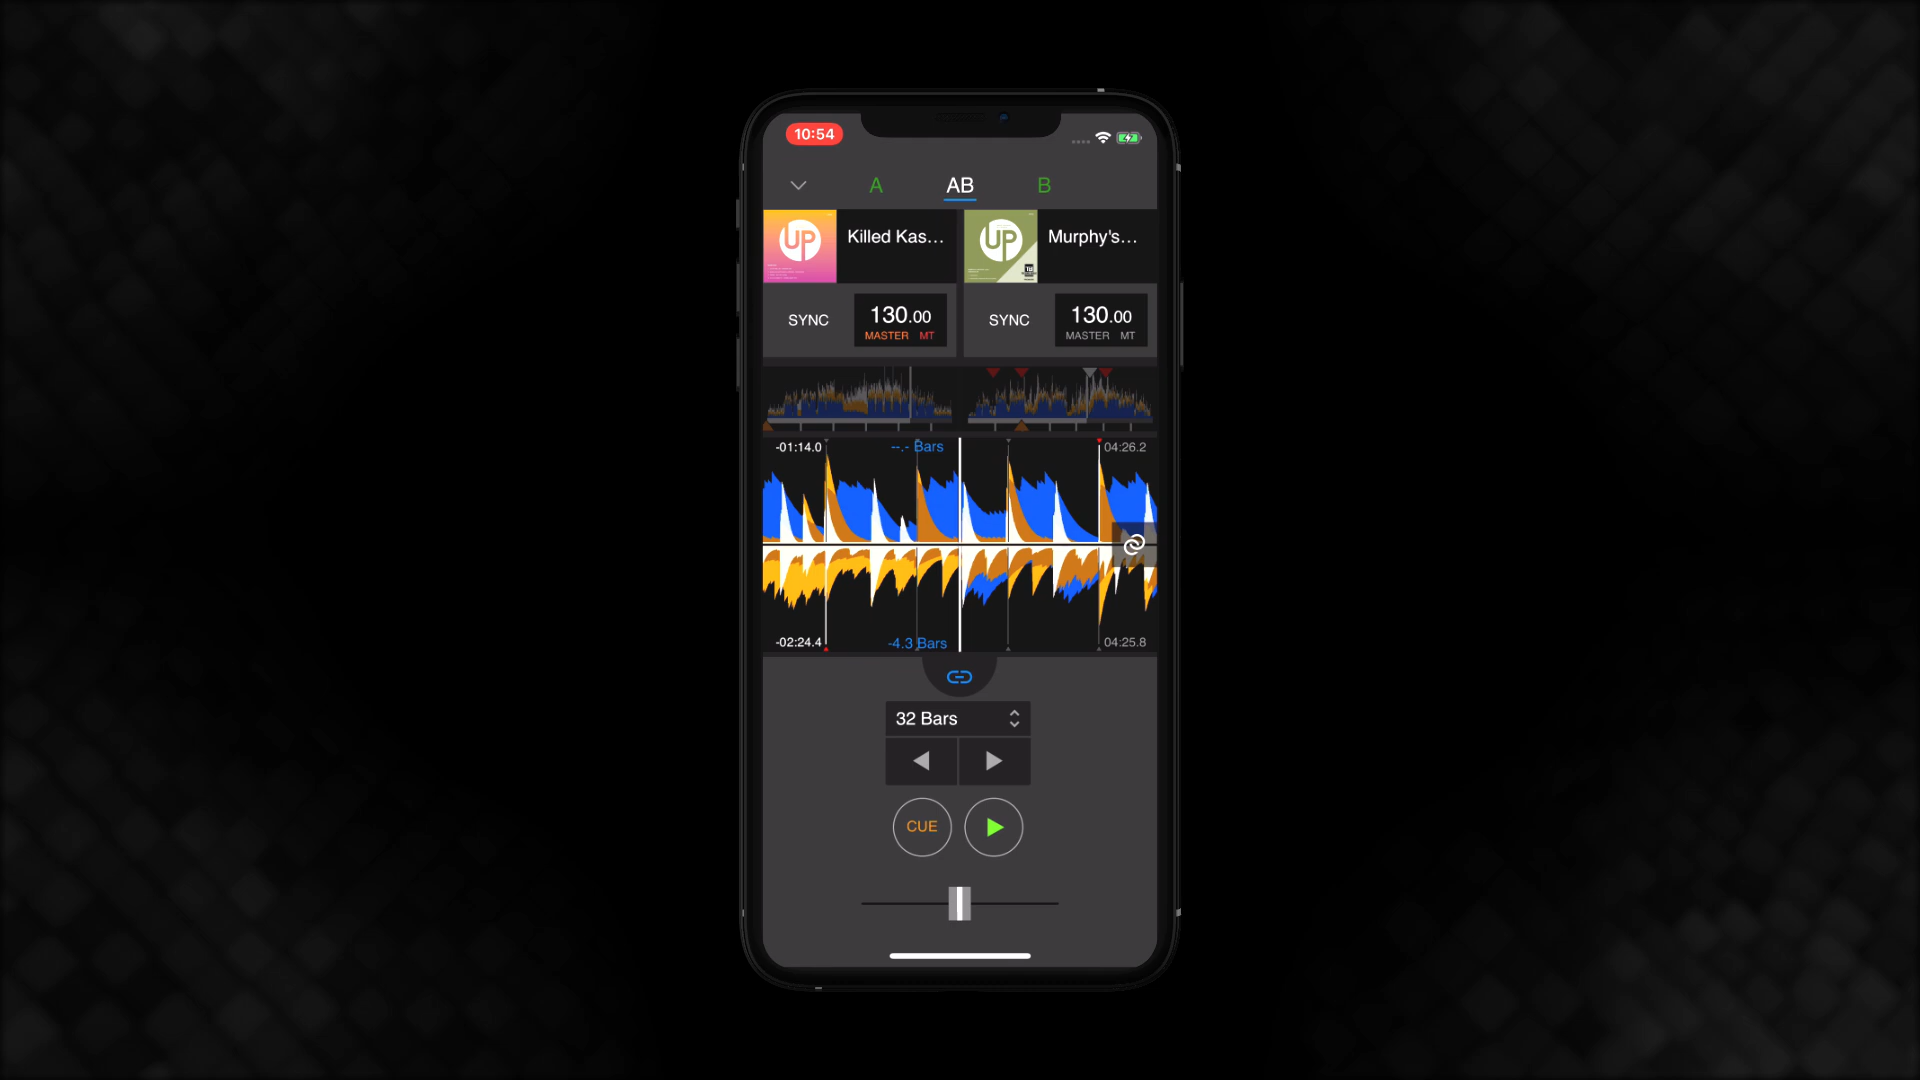 10:54
A AB B
UP Killed Kas... UP Murphy's...
SYNC 130.00 SYNC 130.00
MASTER MT MASTER MT
-01:14.0 --.- Bars 04:26.2
-02:24.4 -4.3 Bars 04:25.8
32 Bars
CUE